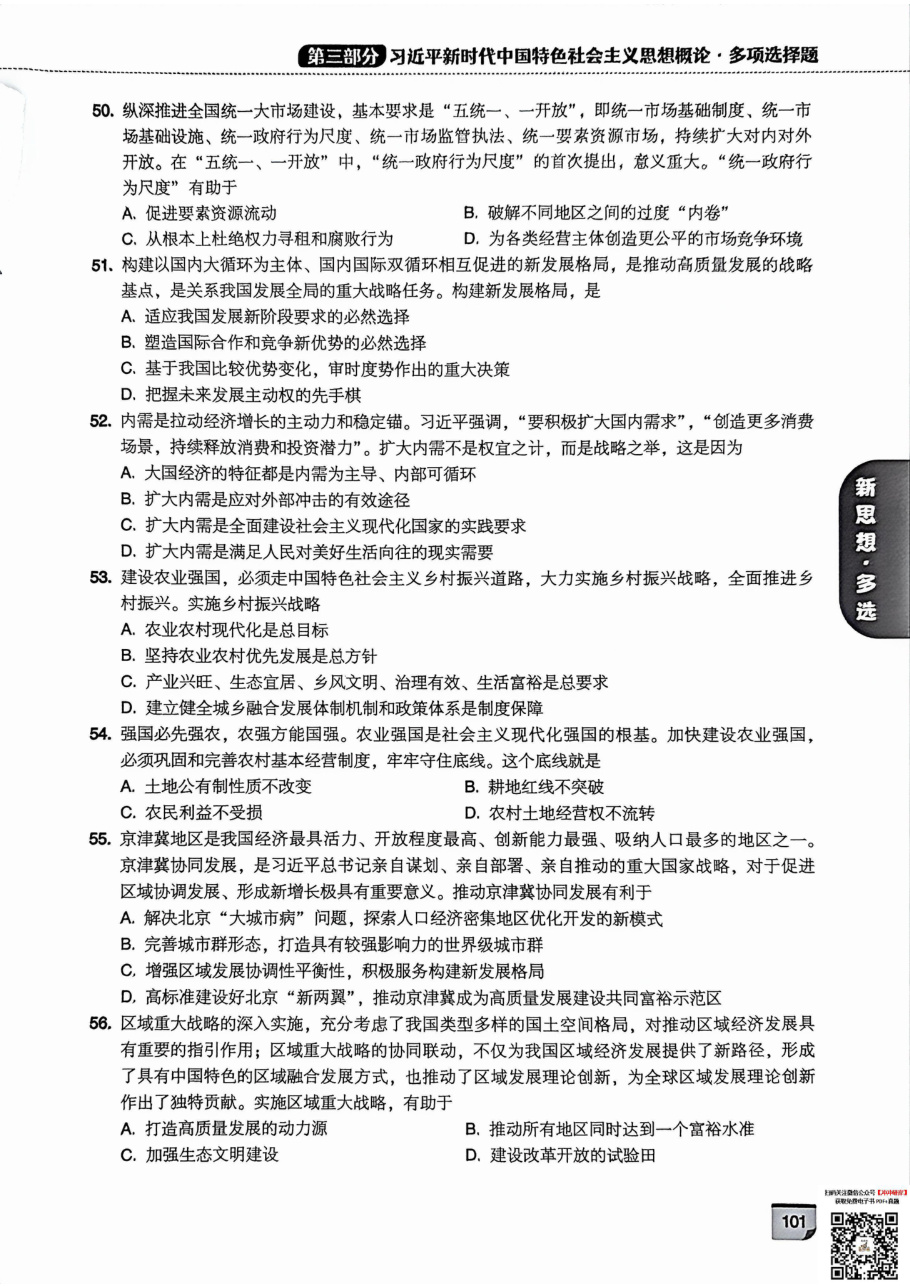 第三部分 习近平新时代中国特色社会主义思想概论·多项选择题
50. 纵深推进全国统一大市场建设，基本要求是“五统一、一开放”，即统一市场基础制度、统一市
场基础设施、统一政府行为尺度、统一市场监管执法、统一要素资源市场，持续扩大对内对外
开放。在“五统一、一开放”中，“统一政府行为尺度”的首次提出，意义重大。“统一政府行
为尺度”有助于
A. 促进要素资源流动 B. 破解不同地区之间的过度“内卷”
C. 从根本上杜绝权力寻租和腐败行为 D. 为各类经营主体创造更公平的市场竞争环境
51. 构建以国内大循环为主体、国内国际双循环相互促进的新发展格局，是推动高质量发展的战略
基点，是关系我国发展全局的重大战略任务。构建新发展格局，是
A. 适应我国发展新阶段要求的必然选择
B. 塑造国际合作和竞争新优势的必然选择
C. 基于我国比较优势变化，审时度势作出的重大决策
D. 把握未来发展主动权的先手棋
52. 内需是拉动经济增长的主动力和稳定锚。习近平强调，“要积极扩大国内需求”，“创造更多消费
场景，持续释放消费和投资潜力”。扩大内需不是权宜之计，而是战略之举，这是因为
A. 大国经济的特征都是内需为主导、内部可循环
B. 扩大内需是应对外部冲击的有效途径
C. 扩大内需是全面建设社会主义现代化国家的实践要求
D. 扩大内需是满足人民对美好生活向往的现实需要
53. 建设农业强国，必须走中国特色社会主义乡村振兴道路，大力实施乡村振兴战略，全面推进乡
村振兴。实施乡村振兴战略
A. 农业农村现代化是总目标
B. 坚持农业农村优先发展是总方针
C. 产业兴旺、生态宜居、乡风文明、治理有效、生活富裕是总要求
D. 建立健全城乡融合发展体制机制和政策体系是制度保障
54. 强国必先强农，农强方能国强。农业强国是社会主义现代化强国的根基。加快建设农业强国，
必须巩固和完善农村基本经营制度，牢牢守住底线。这个底线就是
A. 土地公有制性质不改变 B. 耕地红线不突破
C. 农民利益不受损 D. 农村土地经营权不流转
55. 京津冀地区是我国经济最具活力、开放程度最高、创新能力最强、吸纳人口最多的地区之一。
京津冀协同发展，是习近平总书记亲自谋划、亲自部署、亲自推动的重大国家战略，对于促进
区域协调发展、形成新增长极具有重要意义。推动京津冀协同发展有利于
A. 解决北京“大城市病”问题，探索人口经济密集地区优化开发的新模式
B. 完善城市群形态，打造具有较强影响力的世界级城市群
C. 增强区域发展协调性平衡性，积极服务构建新发展格局
D. 高标准建设好北京“新两翼”，推动京津冀成为高质量发展建设共同富裕示范区
56. 区域重大战略的深入实施，充分考虑了我国类型多样的国土空间格局，对推动区域经济发展具
有重要的指引作用；区域重大战略的协同联动，不仅为我国区域经济发展提供了新路径，形成
了具有中国特色的区域融合发展方式，也推动了区域发展理论创新，为全球区域发展理论创新
作出了独特贡献。实施区域重大战略，有助于
A. 打造高质量发展的动力源 B. 推动所有地区同时达到一个富裕水准
C. 加强生态文明建设 D. 建设改革开放的试验田
新思想·多选
101